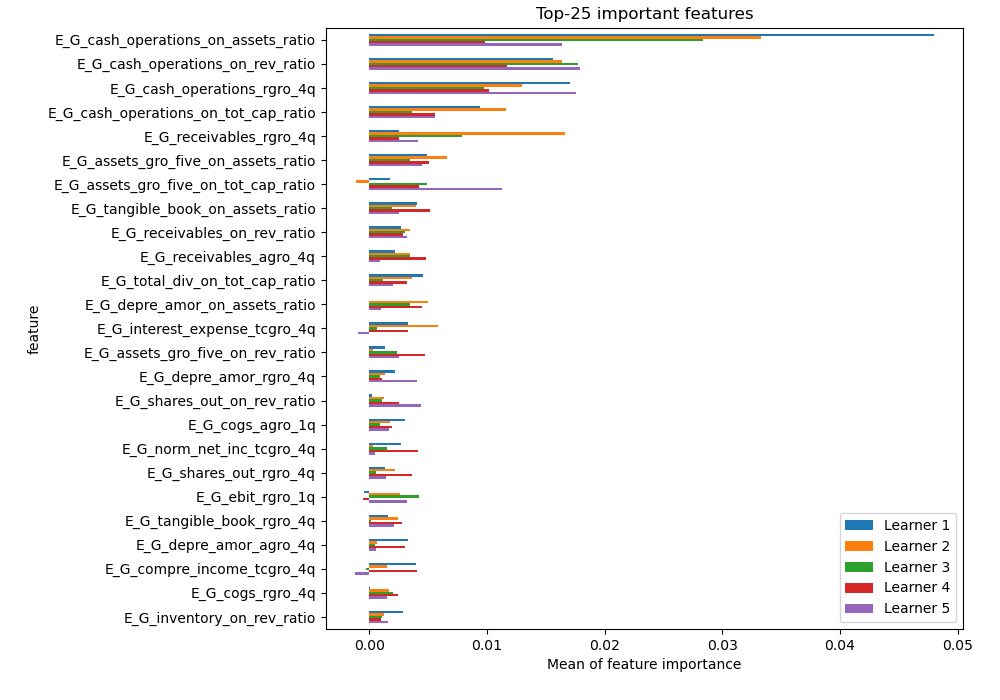 Top-25 important features
E_G_cash_operations_on_assets_ratio
E_G_cash_operations_on_rev_ratio
E_G_cash_operations_rgro_4q
E_G_cash_operations_on_tot_cap_ratio
E_G_receivables_rgro_4q
E_G_assets_gro_five_on_assets_ratio
E_G_assets_gro_five_on_tot_cap_ratio
E_G_tangible_book_on_assets_ratio
E_G_receivables_on_rev_ratio
E_G_receivables_agro_4q
E_G_total_div_on_tot_cap_ratio
E_G_depre_amor_on_assets_ratio
E_G_interest_expense_tcgro_4q
E_G_assets_gro_five_on_rev_ratio
E_G_depre_amor_rgro_4q
E_G_shares_out_on_rev_ratio
E_G_cogs_agro_1q
E_G_norm_net_inc_tcgro_4q
E_G_shares_out_rgro_4q
E_G_ebit_rgro_1q
E_G_tangible_book_rgro_4q
E_G_depre_amor_agro_4q
E_G_compre_income_tcgro_4q
E_G_cogs_rgro_4q
E_G_inventory_on_rev_ratio
feature
Learner 1
Learner 2
Learner 3
Learner 4
Learner 5
0.00 0.01 0.02 0.03 0.04 0.05
Mean of feature importance